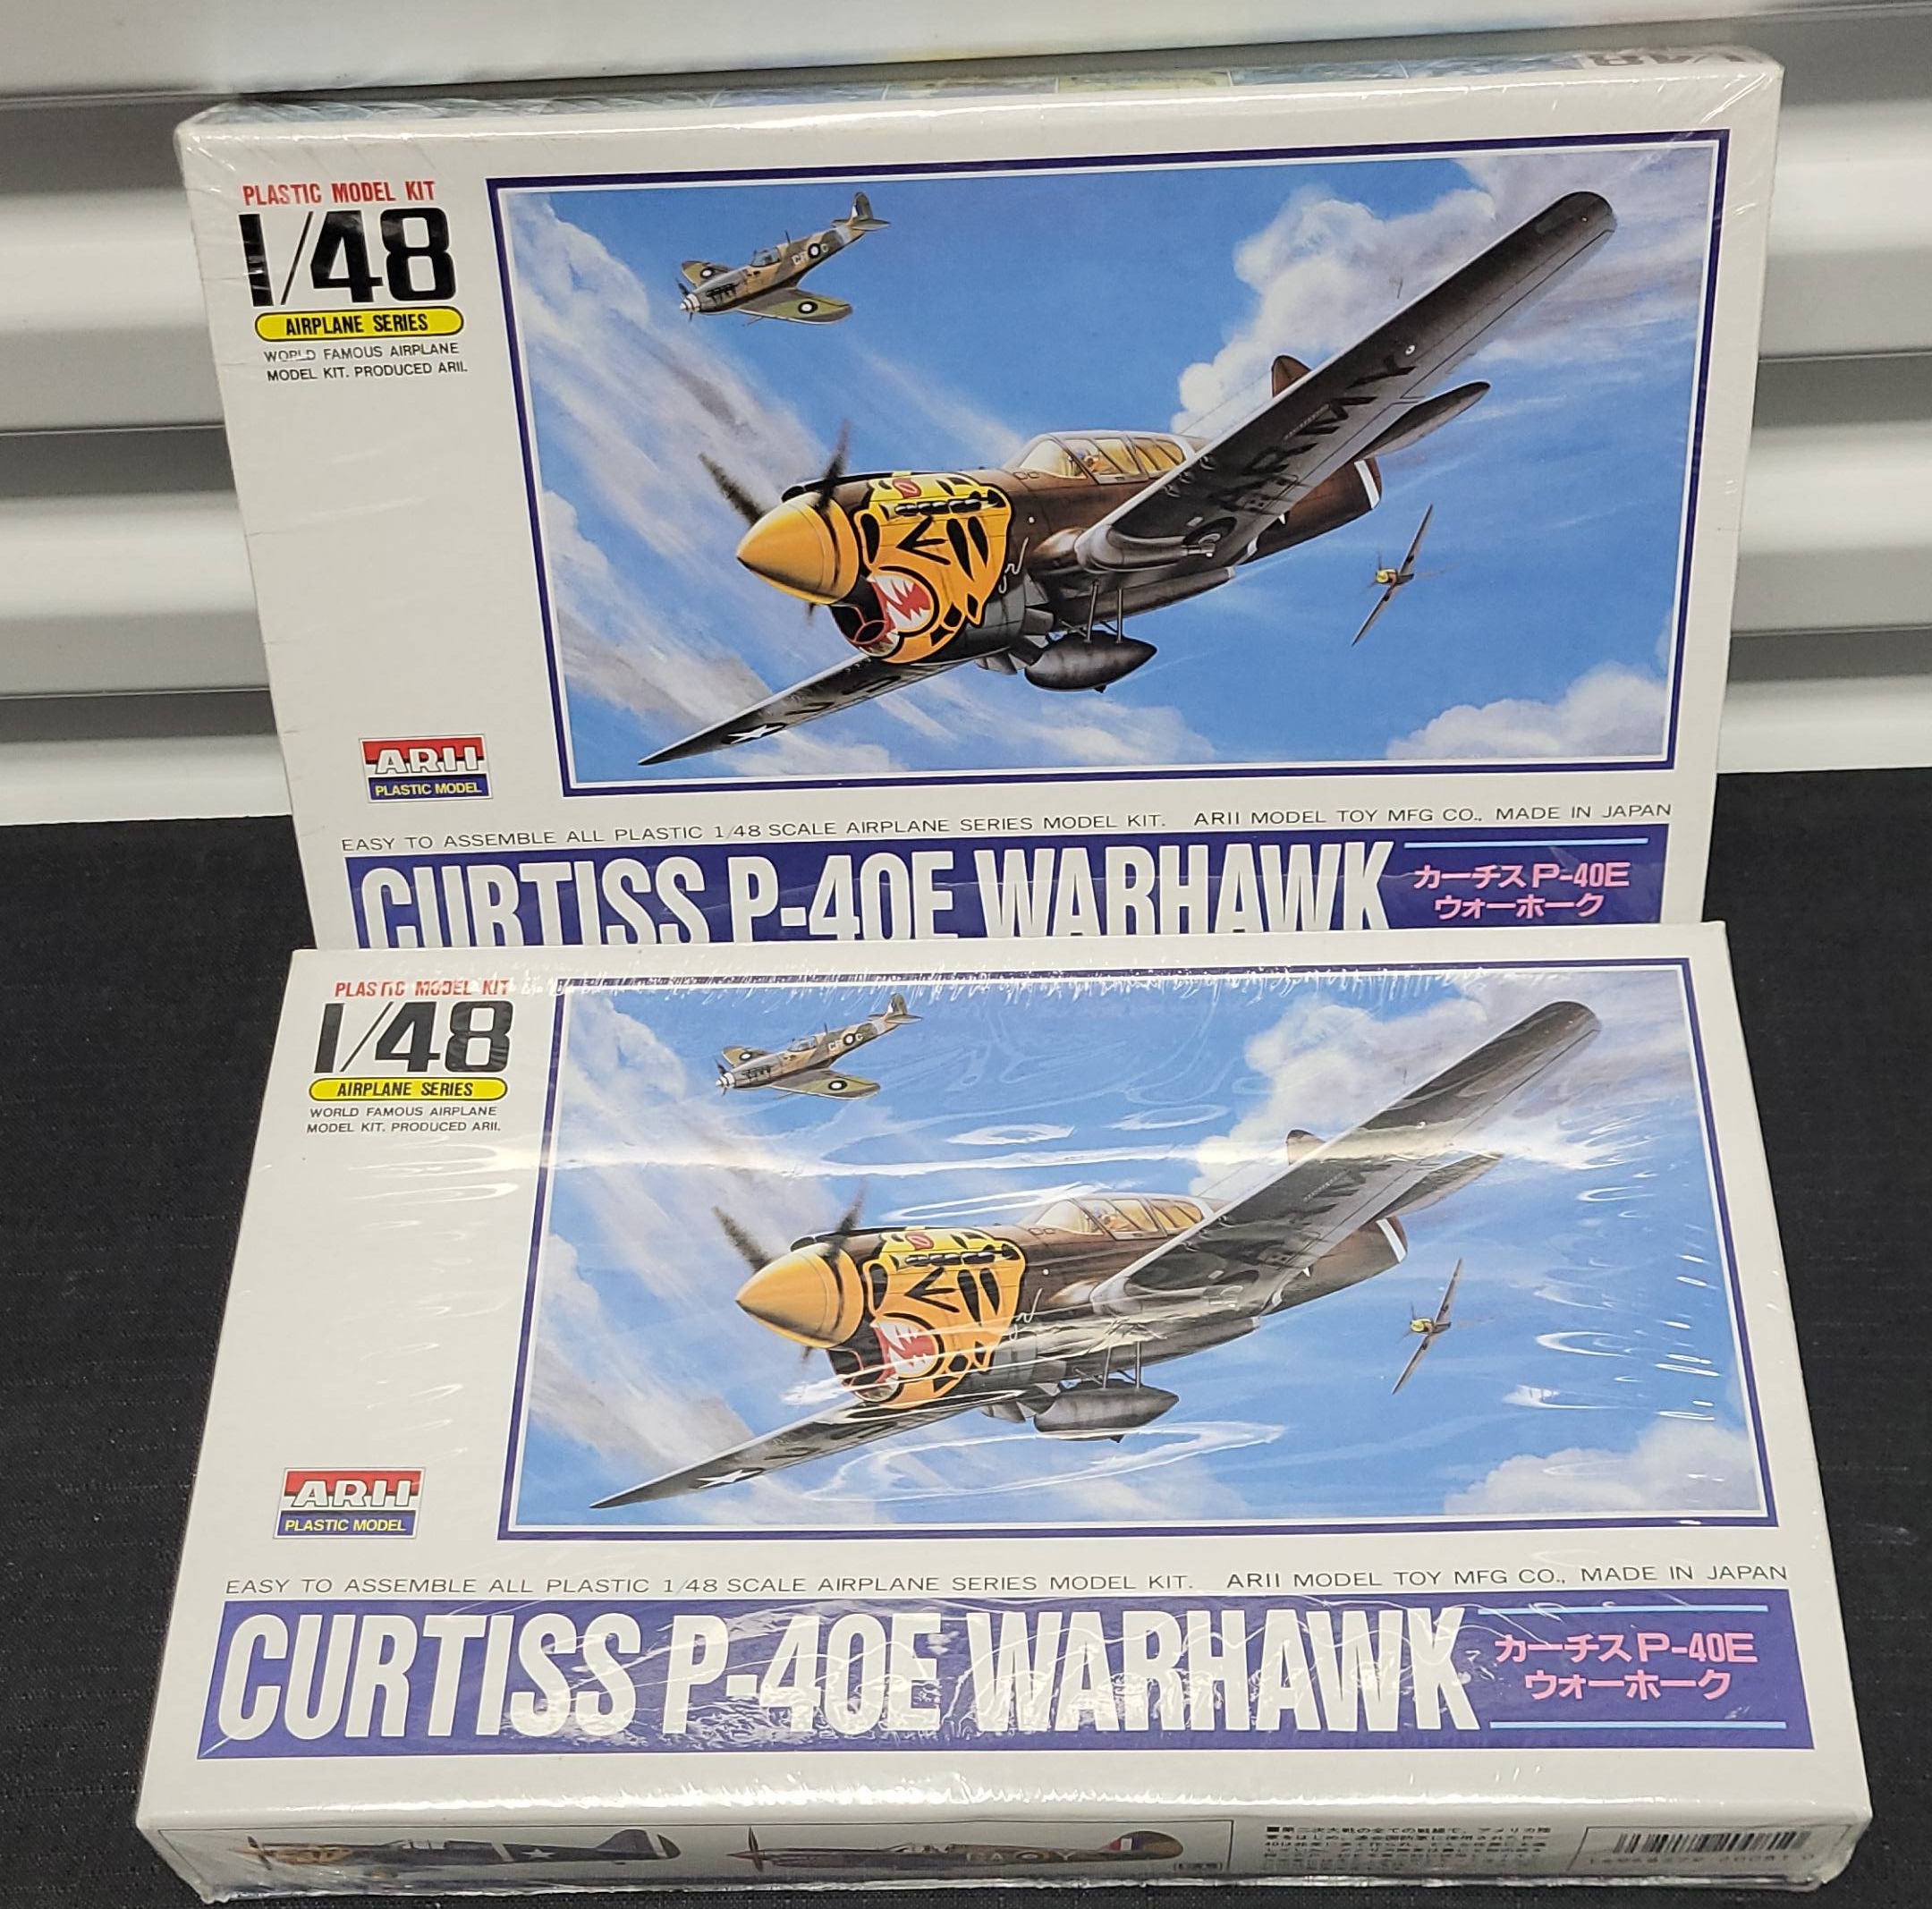 1/48
PLASTIC MODEL KIT
1/48
AIRPLANE SERIES
WORLD FAMOUS AIRPLANE
MODEL KIT. PRODUCED ARII.
ARMY
ARII
PLASTIC MODEL
EASY TO ASSEMBLE ALL PLASTIC 1/48 SCALE AIRPLANE SERIES MODEL KIT. ARII MODEL TOY MFG CO., MADE IN JAPAN
CURTISS P-40E WARHAWK
カーチス P-40E
ウォーホーク
PLASTIC MODEL KIT
1/48
AIRPLANE SERIES
WORLD FAMOUS AIRPLANE
MODEL KIT. PRODUCED ARII.
ARII
PLASTIC MODEL
EASY TO ASSEMBLE ALL PLASTIC 1/48 SCALE AIRPLANE SERIES MODEL KIT. ARII MODEL TOY MFG CO., MADE IN JAPAN
CURTISS P-40E WARHAWK
カーチス P-40E
ウォーホーク